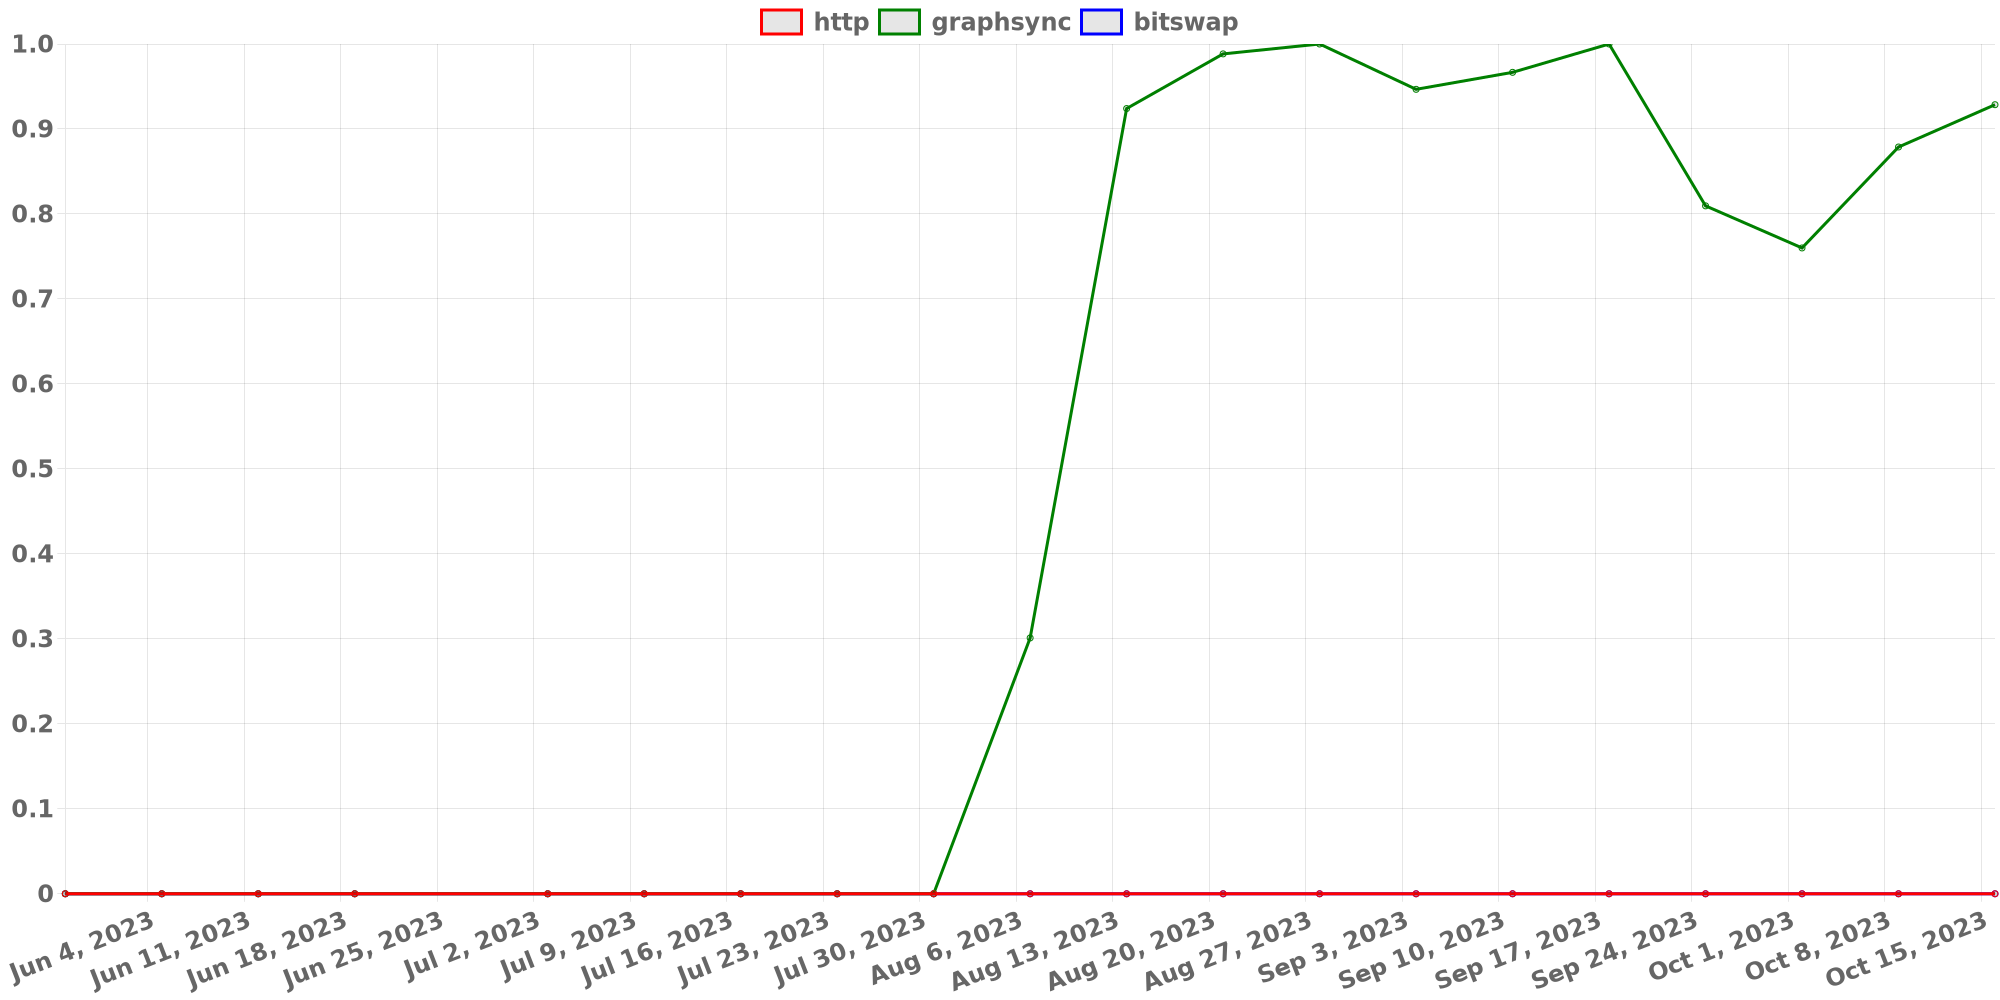 http graphsync bitswap
1.0
0.9
0.8
0.7
0.6
0.5
0.4
0.3
0.2
0.1
0
Jun 4, 2023
Jun 11, 2023
Jun 18, 2023
Jun 25, 2023
Jul 2, 2023
Jul 9, 2023
Jul 16, 2023
Jul 23, 2023
Jul 30, 2023
Aug 6, 2023
Aug 13, 2023
Aug 20, 2023
Aug 27, 2023
Sep 3, 2023
Sep 10, 2023
Sep 17, 2023
Sep 24, 2023
Oct 1, 2023
Oct 8, 2023
Oct 15, 2023